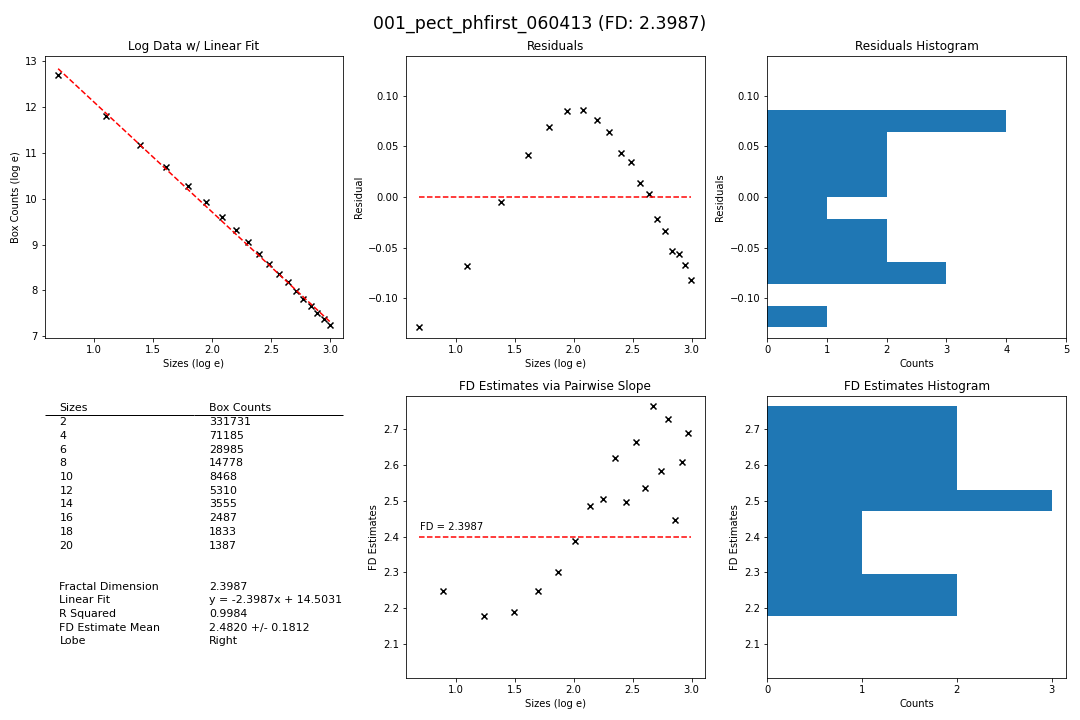 001_pect_phfirst_060413 (FD: 2.3987)
Log Data w/ Linear Fit
Box Counts (log e)
13
12
11
10
9
8
7
1.0 1.5 2.0 2.5 3.0
Sizes (log e)
Residuals
Residual
0.10
0.05
0.00
−0.05
−0.10
1.0 1.5 2.0 2.5 3.0
Sizes (log e)
Residuals Histogram
Residuals
0.10
0.05
0.00
−0.05
−0.10
0 1 2 3 4 5
Counts
Sizes Box Counts
2 331731
4 71185
6 28985
8 14778
10 8468
12 5310
14 3555
16 2487
18 1833
20 1387
Fractal Dimension 2.3987
Linear Fit y = -2.3987x + 14.5031
R Squared 0.9984
FD Estimate Mean 2.4820 +/- 0.1812
Lobe Right
FD Estimates via Pairwise Slope
FD Estimates
2.7
2.6
2.5
2.4
2.3
2.2
2.1
FD = 2.3987
1.0 1.5 2.0 2.5 3.0
Sizes (log e)
FD Estimates Histogram
FD Estimates
2.7
2.6
2.5
2.4
2.3
2.2
2.1
0 1 2 3
Counts